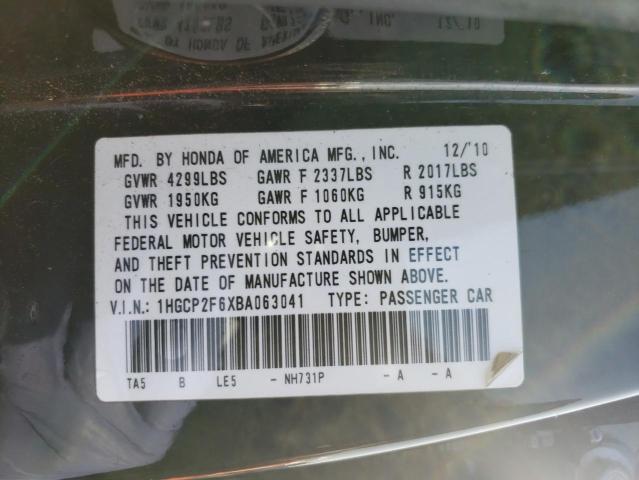 MFD. BY HONDA OF AMERICA MFG., INC. 12/'10
GVWR 4299LBS GAWR F 2337LBS R 2017LBS
GVWR 1950KG GAWR F 1060KG R 915KG
THIS VEHICLE CONFORMS TO ALL APPLICABLE
FEDERAL MOTOR VEHICLE SAFETY, BUMPER,
AND THEFT PREVENTION STANDARDS IN EFFECT
ON THE DATE OF MANUFACTURE SHOWN ABOVE.
V.I.N.: 1HGCP2F6XBA063041 TYPE: PASSENGER CAR
TA5 B LE5 - NH731P - A - A